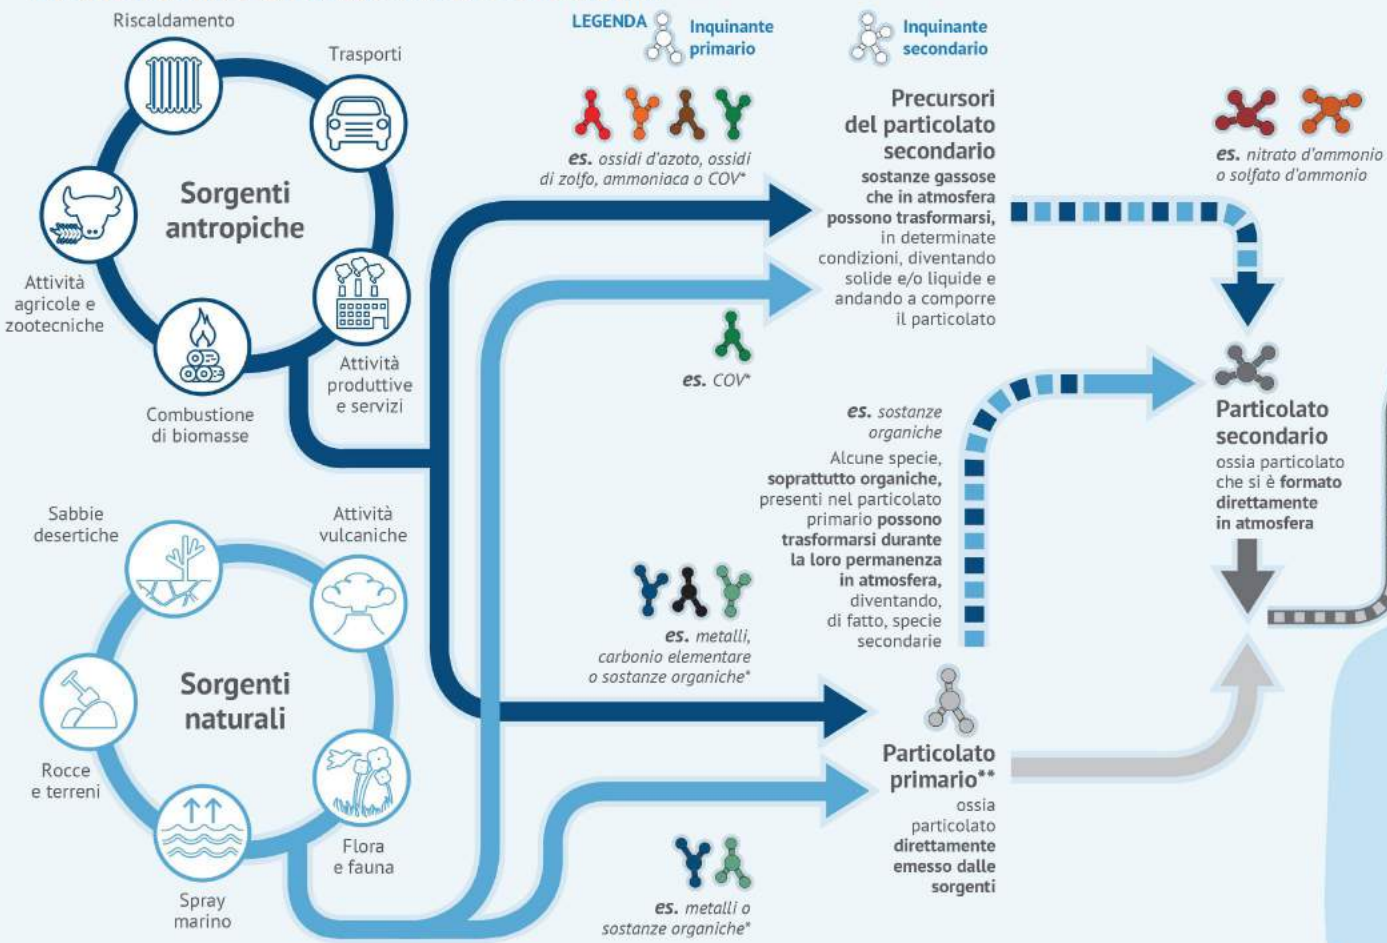 Riscaldamento
Trasporti
Sorgenti
antropiche
Attività
agricole e
zootecniche
Combustione
di biomasse
Attività
produttive
e servizi
Sabbie
desertiche
Attività
vulcaniche
Sorgenti
naturali
Rocce
e terreni
Spray
marino
Flora
e fauna
LEGENDA
Inquinante
primario
Inquinante
secondario
es. ossidi d'azoto, ossidi
di zolfo, ammoniaca o COV*
es. COV*
Precursori
del particolato
secondario
sostanze gassose
che in atmosfera
possono trasformarsi,
in determinate
condizioni, diventando
solide e/o liquide e
andando a comporre
il particolato
es. nitrato d'ammonio
o solfato d'ammonio
es. sostanze
organiche
Alcune specie,
soprattutto organiche,
presenti nel particolato
primario possono
trasformarsi durante
la loro permanenza
in atmosfera,
diventando,
di fatto, specie
secondarie
Particolato
secondario
ossia particolato
che si è formato
direttamente
in atmosfera
es. metalli,
carbonio elementare
o sostanze organiche*
Particolato
primario**
ossia
particolato
direttamente
emesso dalle
sorgenti
es. metalli o
sostanze organiche*